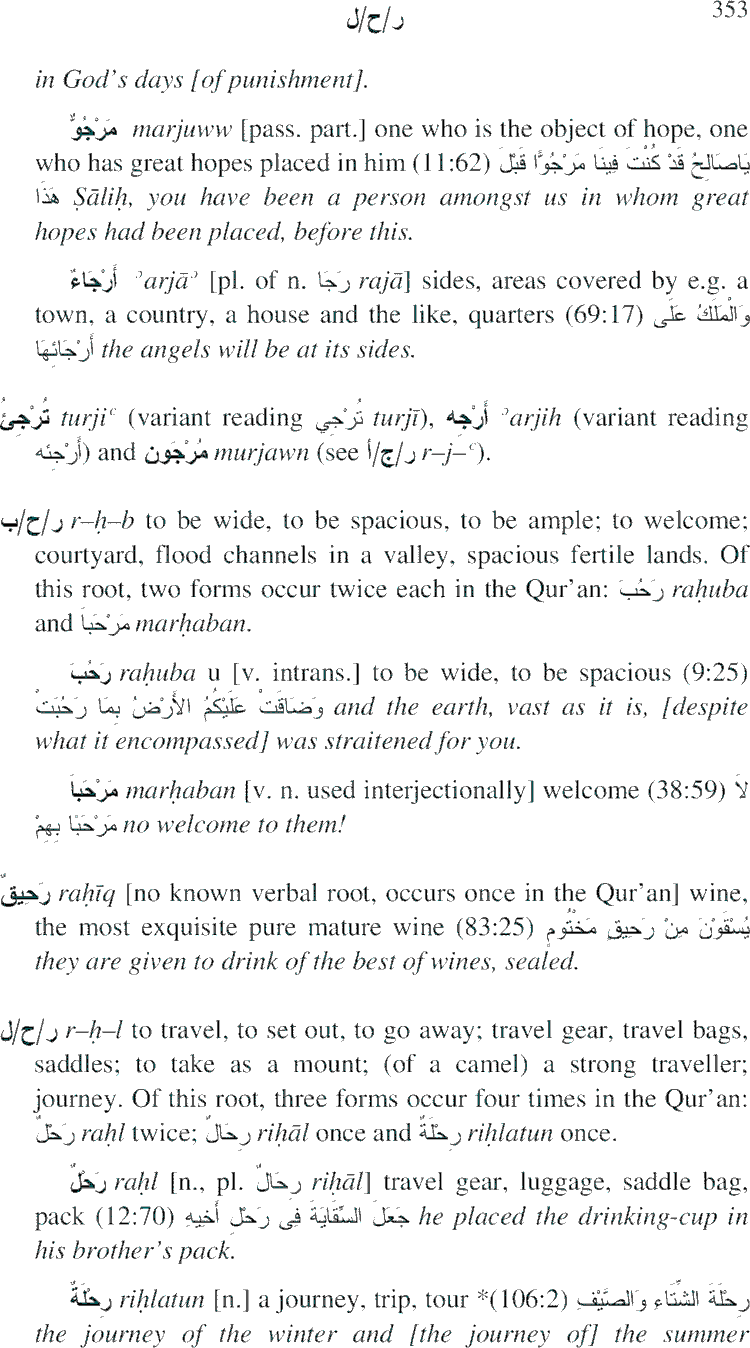 ر/ح/ل 353
in God's days [of punishment].
مَرْجُوٌّ marjuww [pass. part.] one who is the object of hope, one
who has great hopes placed in him (11:62) يَاصَالِحُ قَدْ كُنْتَ فِينَا مَرْجُوًّا قَبْلَ
هَذَا Ṣāliḥ, you have been a person amongst us in whom great
hopes had been placed, before this.
أَرْجَاءٌ ʾarjāʾ [pl. of n. رَجَا rajā] sides, areas covered by e.g. a
town, a country, a house and the like, quarters (69:17) وَالْمَلَكُ عَلَى
أَرْجَائِهَا the angels will be at its sides.
تُرْجِئُ turjiʿ (variant reading تُرْجِي turjī), أَرْجِه ʾarjih (variant reading
أَرْجِئه) and مُرْجَون murjawn (see ر/ج/أ r–j–ʿ).
ر/ح/ب r–ḥ–b to be wide, to be spacious, to be ample; to welcome;
courtyard, flood channels in a valley, spacious fertile lands. Of
this root, two forms occur twice each in the Qur'an: رَحُبَ raḥuba
and مَرْحَبَاً marḥaban.
رَحُبَ raḥuba u [v. intrans.] to be wide, to be spacious (9:25)
وَضَاقَتْ عَلَيْكُمُ الأَرْضُ بِمَا رَحُبَتْ and the earth, vast as it is, [despite
what it encompassed] was straitened for you.
مَرْحَبَاً marḥaban [v. n. used interjectionally] welcome (38:59) لاَ
مَرْحَبًا بِهِمْ no welcome to them!
رَحِيقٌ raḥīq [no known verbal root, occurs once in the Qur'an] wine,
the most exquisite pure mature wine (83:25) يُسْقَوْنَ مِنْ رَحِيقٍ مَخْتُومٍ
they are given to drink of the best of wines, sealed.
ر/ح/ل r–ḥ–l to travel, to set out, to go away; travel gear, travel bags,
saddles; to take as a mount; (of a camel) a strong traveller;
journey. Of this root, three forms occur four times in the Qur'an:
رَحْلٌ raḥl twice; رِحَالٌ riḥāl once and رِحْلَةٌ riḥlatun once.
رَحْلٌ raḥl [n., pl. رِحَالٌ riḥāl] travel gear, luggage, saddle bag,
pack (12:70) جَعَلَ السِّقَايَةَ فِى رَحْلِ أَخِيهِ he placed the drinking-cup in
his brother's pack.
رِحْلَةٌ riḥlatun [n.] a journey, trip, tour *(106:2) رِحْلَةَ الشِّتَاءِ وَالصَّيْفِ
the journey of the winter and [the journey of] the summer